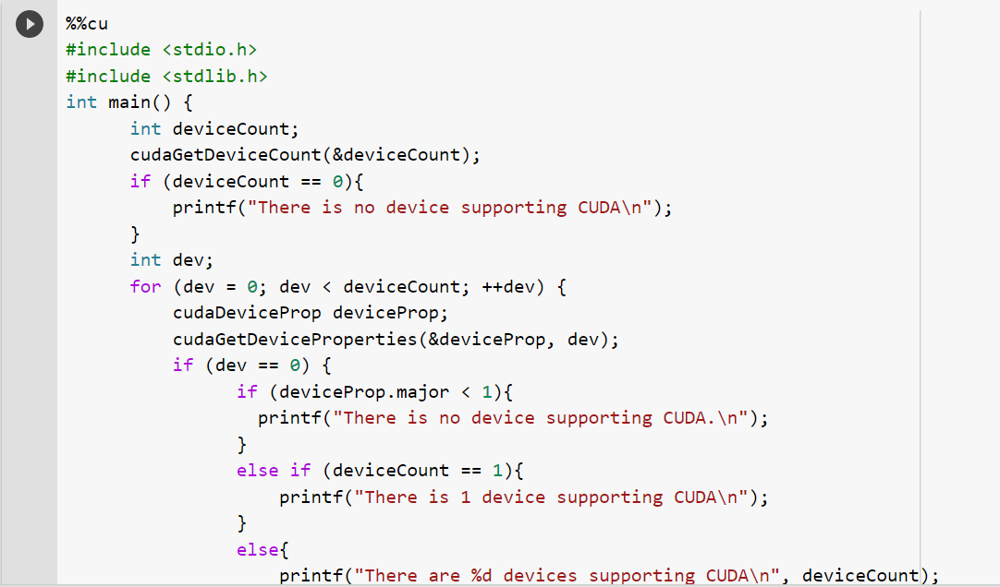 %%cu
#include <stdio.h>
#include <stdlib.h>
int main() {
int deviceCount;
cudaGetDeviceCount(&deviceCount);
if (deviceCount == 0){
printf("There is no device supporting CUDA\n");
}
int dev;
for (dev = 0; dev < deviceCount; ++dev) {
cudaDeviceProp deviceProp;
cudaGetDeviceProperties(&deviceProp, dev);
if (dev == 0) {
if (deviceProp.major < 1){
printf("There is no device supporting CUDA.\n");
}
else if (deviceCount == 1){
printf("There is 1 device supporting CUDA\n");
}
else{
printf("There are %d devices supporting CUDA\n", deviceCount);